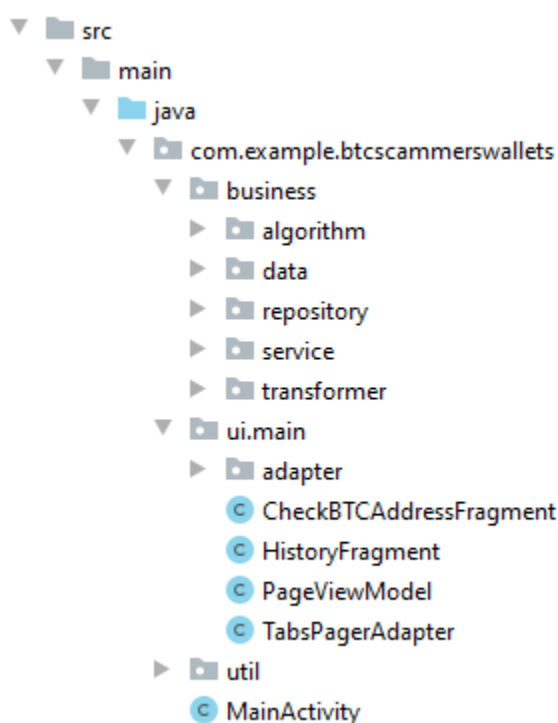 src
main
java
com.example.btcscammerswallets
business
algorithm
data
repository
service
transformer
ui.main
adapter
C CheckBTCAddressFragment
C HistoryFragment
C PageViewModel
C TabsPagerAdapter
util
C MainActivity